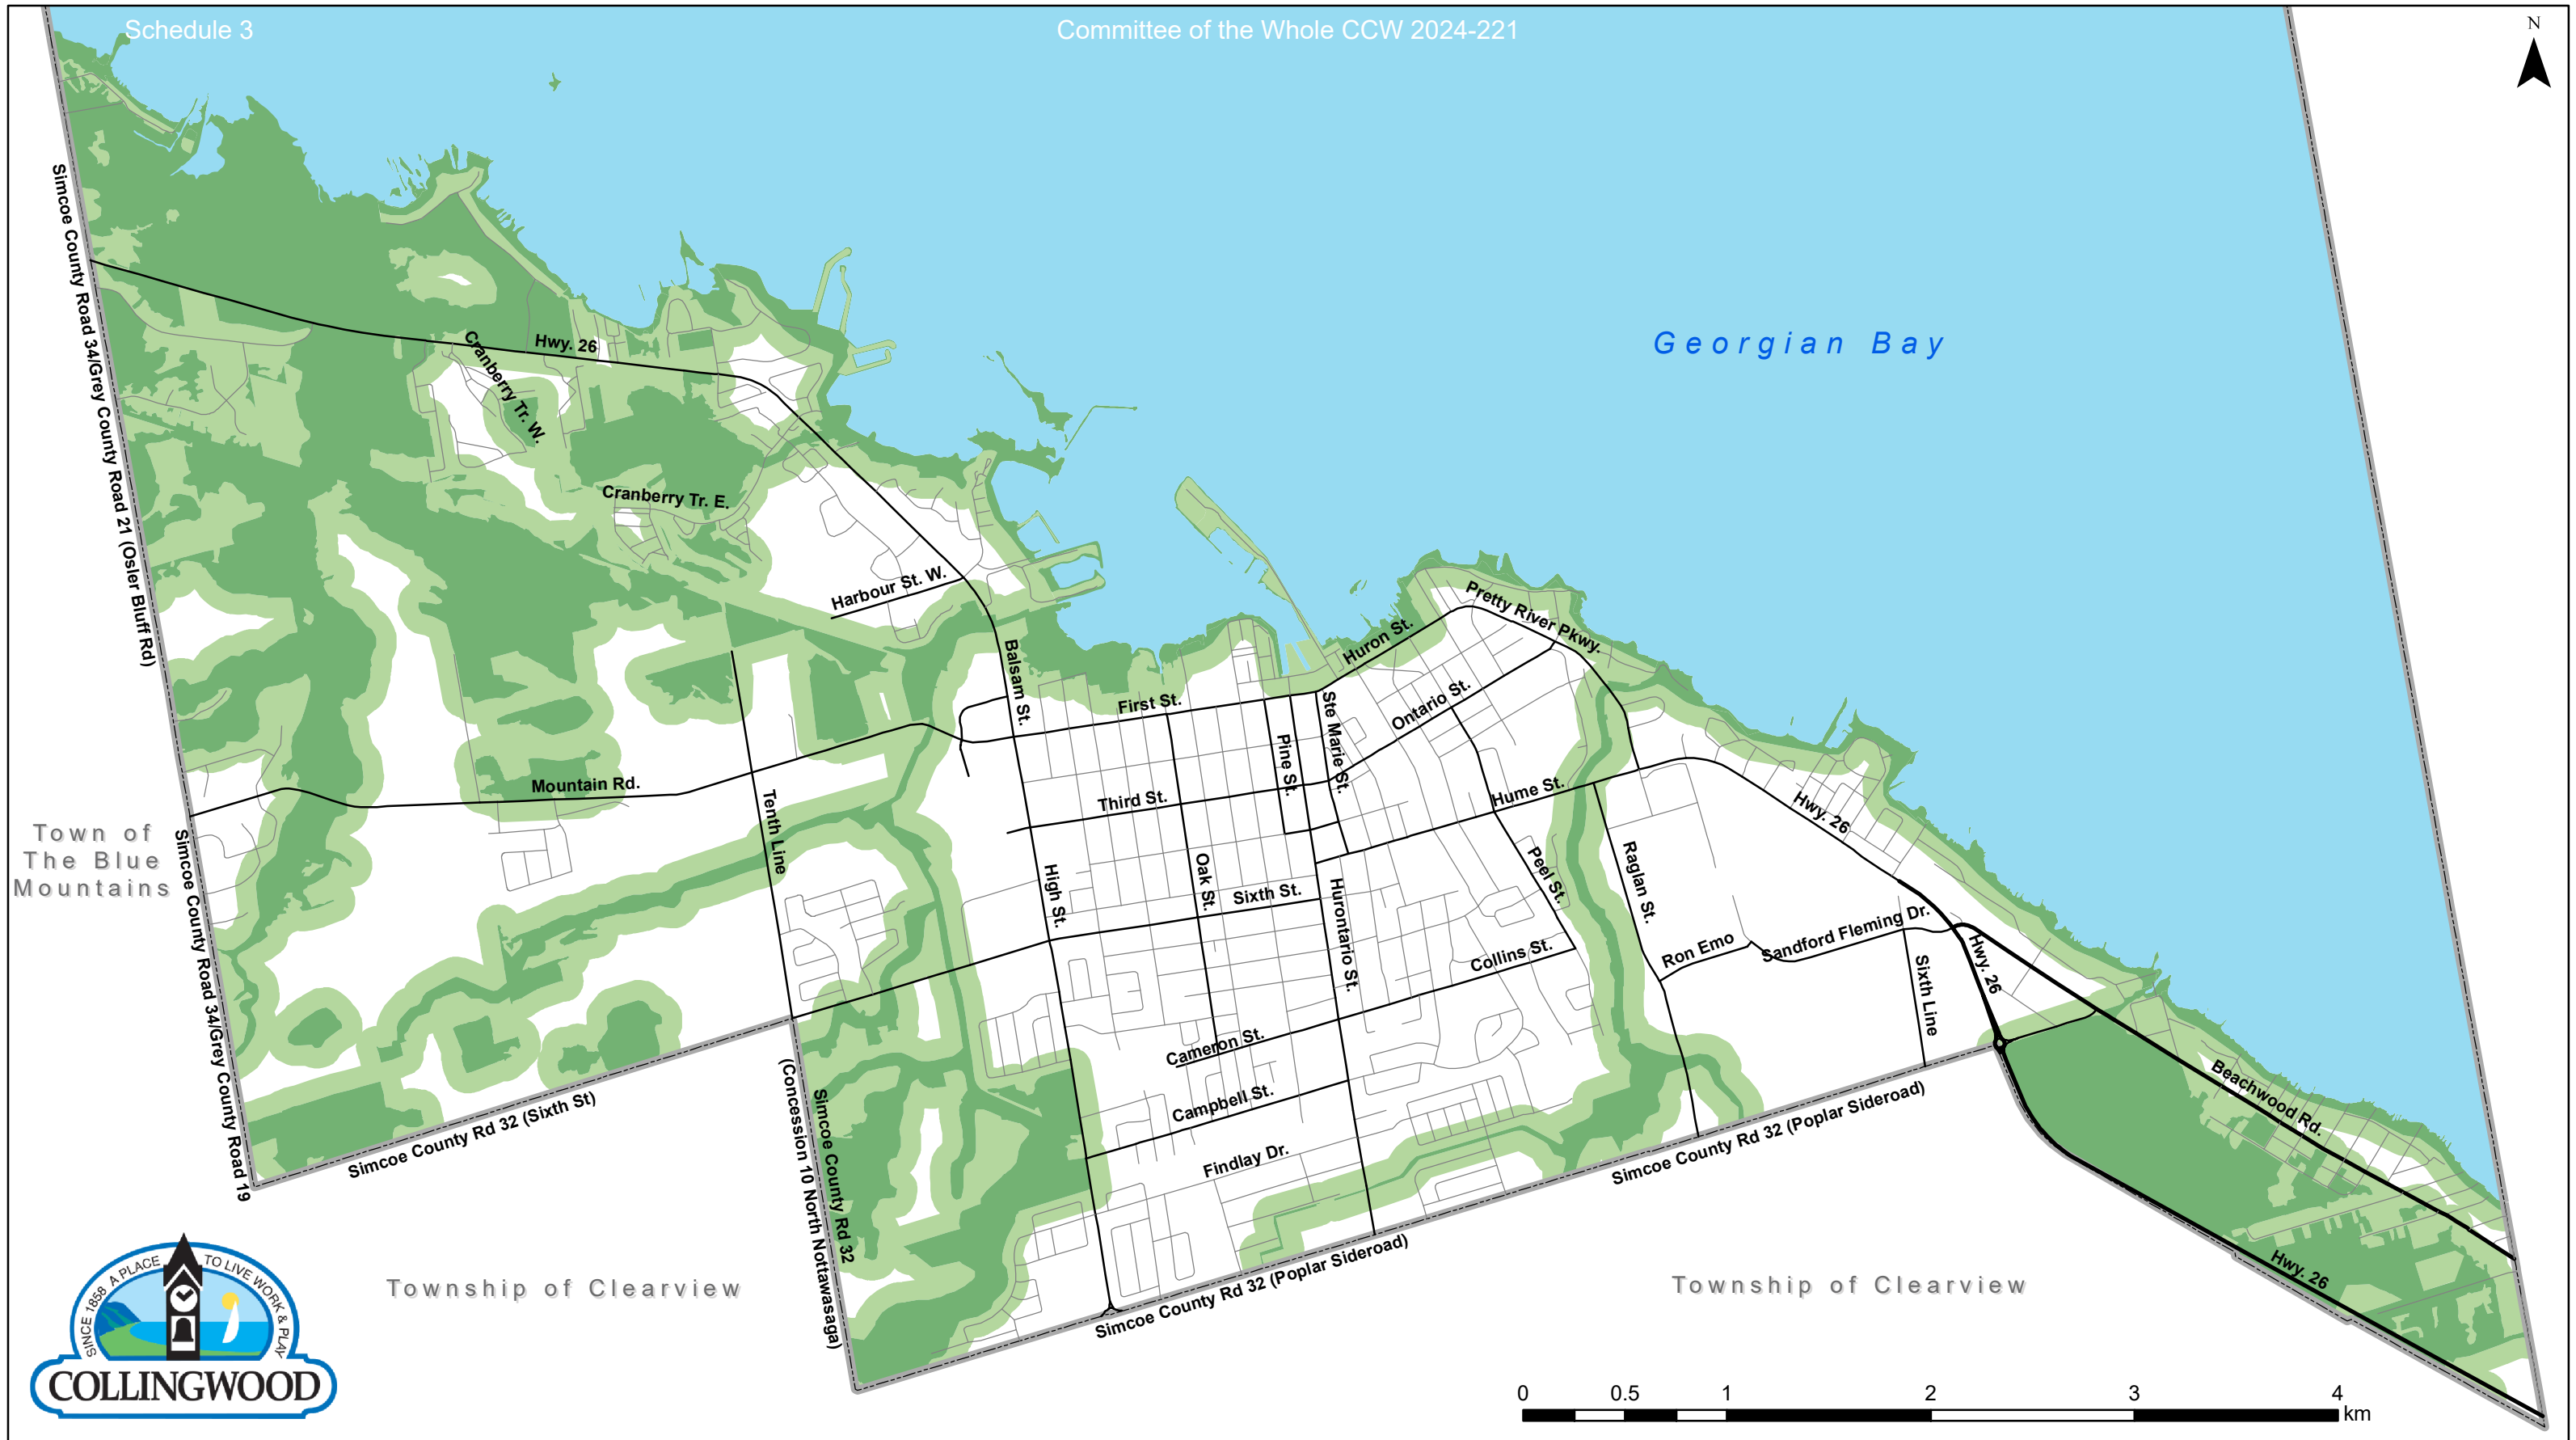 Schedule 3
Committee of the Whole CCW 2024-221
N
Georgian Bay
Simcoe County Road 34/Grey County Road 21 (Osler Bluff Rd)
Hwy. 26
Cranberry Tr. W.
Cranberry Tr. E.
Harbour St. W.
Balsam St.
First St.
Huron St.
Pretty River Pkwy.
Ontario St.
Ste Marie St.
Pine St.
Mountain Rd.
Tenth Line
Third St.
Hume St.
Hwy. 26
Town of
The Blue
Mountains
Simcoe County Road 34/Grey County Road 19
High St.
Oak St.
Sixth St.
Hurontario St.
Peel St.
Raglan St.
Collins St.
Ron Emo
Sandford Fleming Dr.
Sixth Line
Hwy. 26
Cameron St.
Campbell St.
Findlay Dr.
Beachwood Rd.
Simcoe County Rd 32 (Sixth St)
Simcoe County Rd 32
(Concession 10 North Nottawasaga)
Simcoe County Rd 32 (Poplar Sideroad)
Simcoe County Rd 32 (Poplar Sideroad)
Hwy. 26
Township of Clearview
Township of Clearview
SINCE 1858 A PLACE TO LIVE WORK & PLAY
COLLINGWOOD
0 0.5 1 2 3 4
km